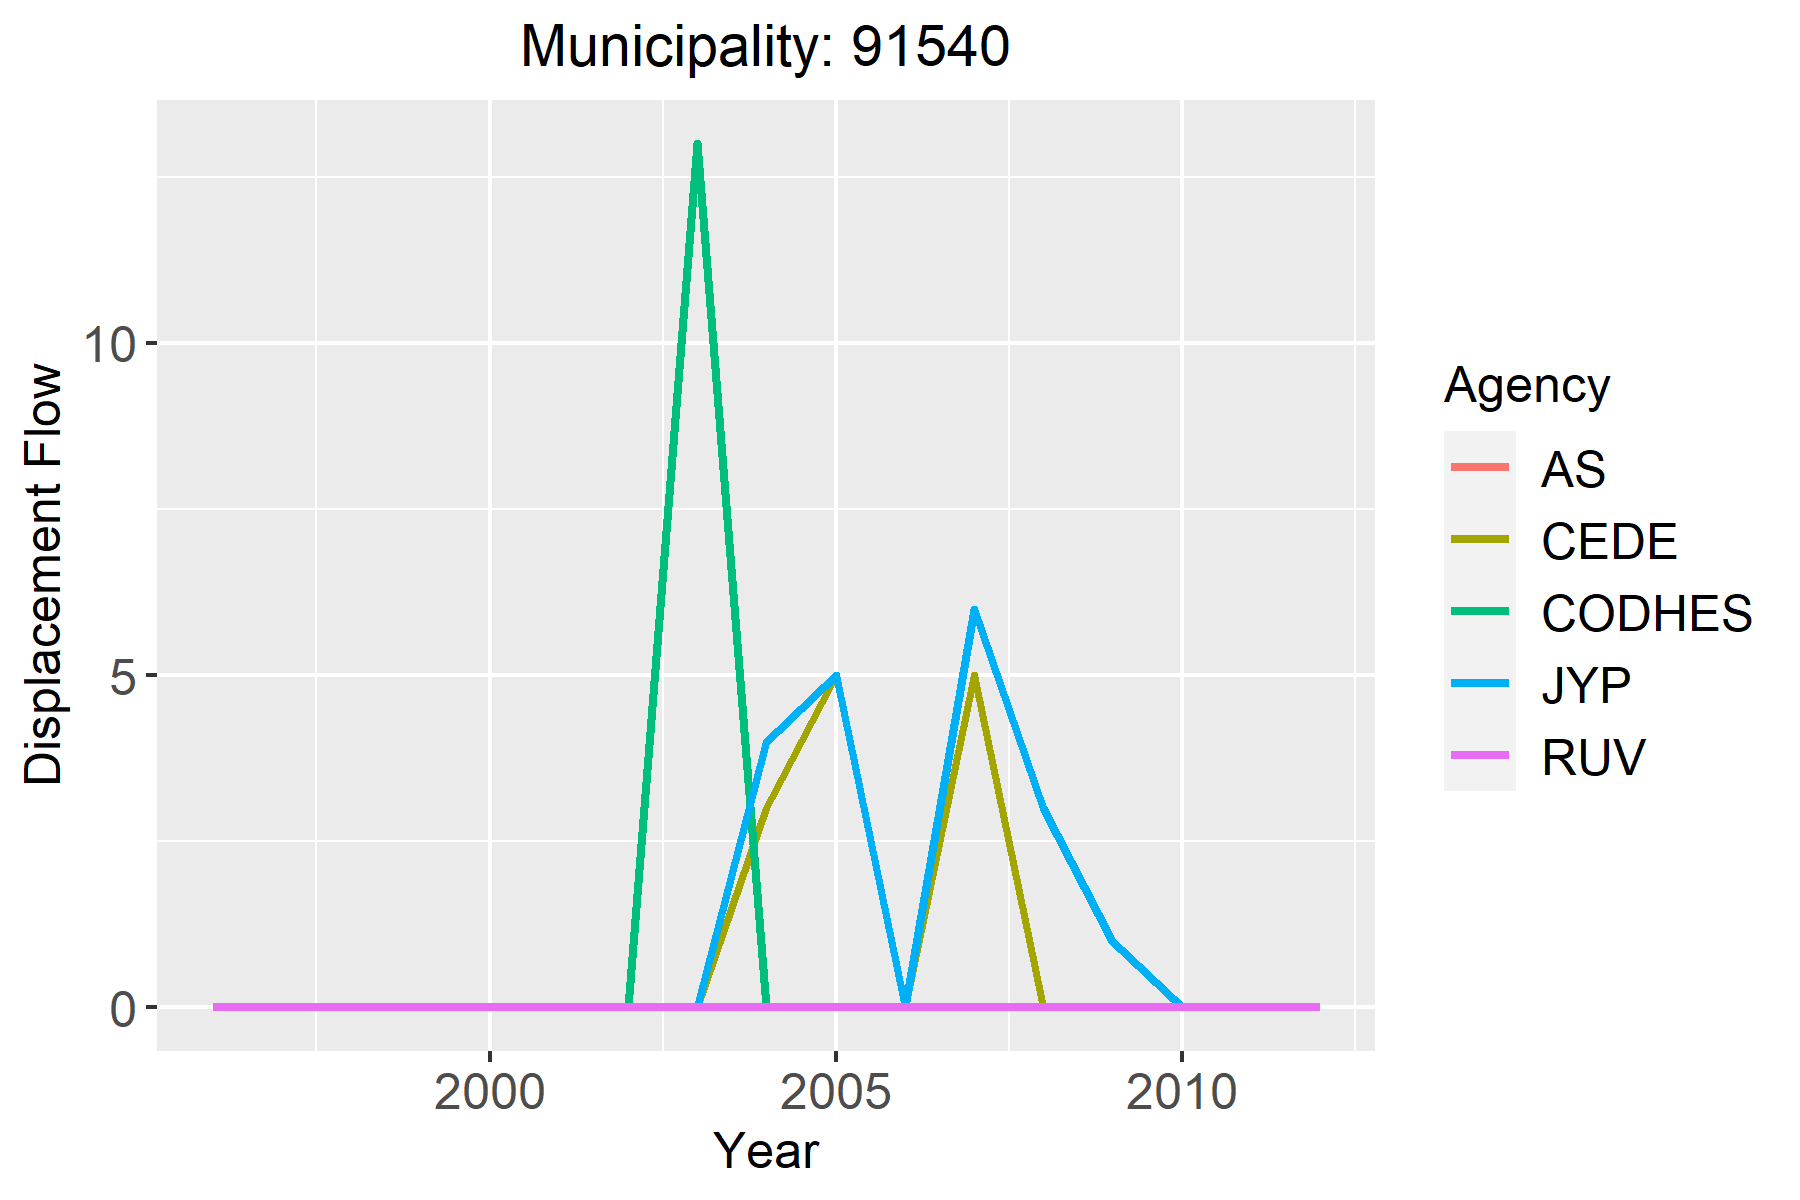 Municipality: 91540
Displacement Flow
10
5
0
2000 2005 2010
Year
Agency
AS
CEDE
CODHES
JYP
RUV